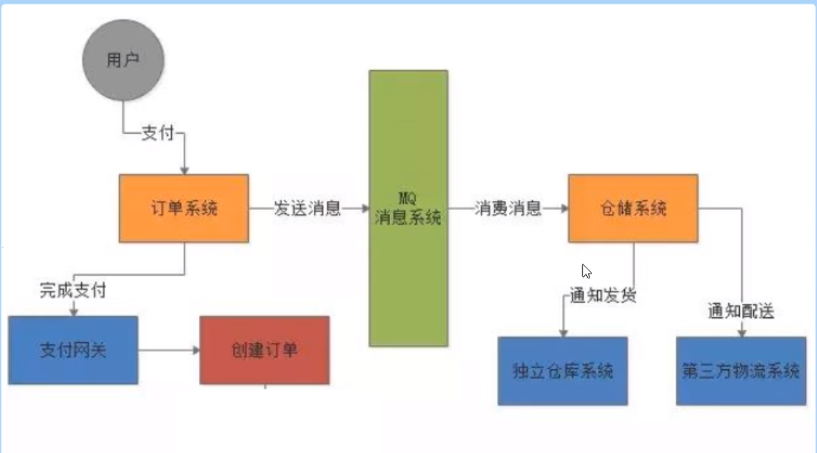 用户
支付
订单系统
发送消息
MQ
消息系统
消费消息
仓储系统
完成支付
通知发货
通知配送
支付网关
创建订单
独立仓库系统
第三方物流系统